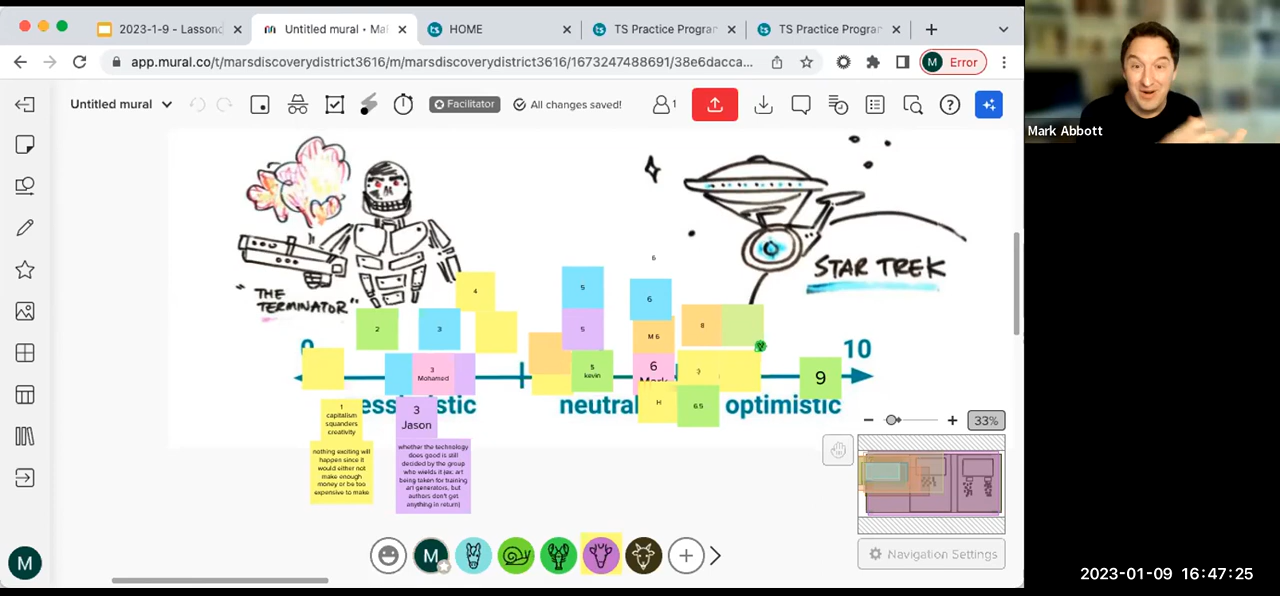 2023-1-9 - Lassond
Untitled mural • Mal
HOME
TS Practice Program
TS Practice Program
app.mural.co/t/marsdiscoverydistrict3616/m/marsdiscoverydistrict3616/1673247488691/38e6dacca...
M Error
Untitled mural
Facilitator
All changes saved!
1
Mark Abbott
"THE
TERMINATOR"
STAR TREK
6
4
5
6
2
3
5
M 6
8
0
10
3
Mohamed
5
kevin
6
Mark
9
essimistic
neutral
optimistic
1
capitalism
squanders
creativity
3
Jason
H
6.5
nothing exciting will
happen since it
would either not
make enough
money or be too
expensive to make
whether the technology
does good is still
decided by the group
who wields it (ex. art
being taken for training
art generators, but
authors don't get
anything in return)
33%
M
M
Navigation Settings
2023-01-09 16:47:25